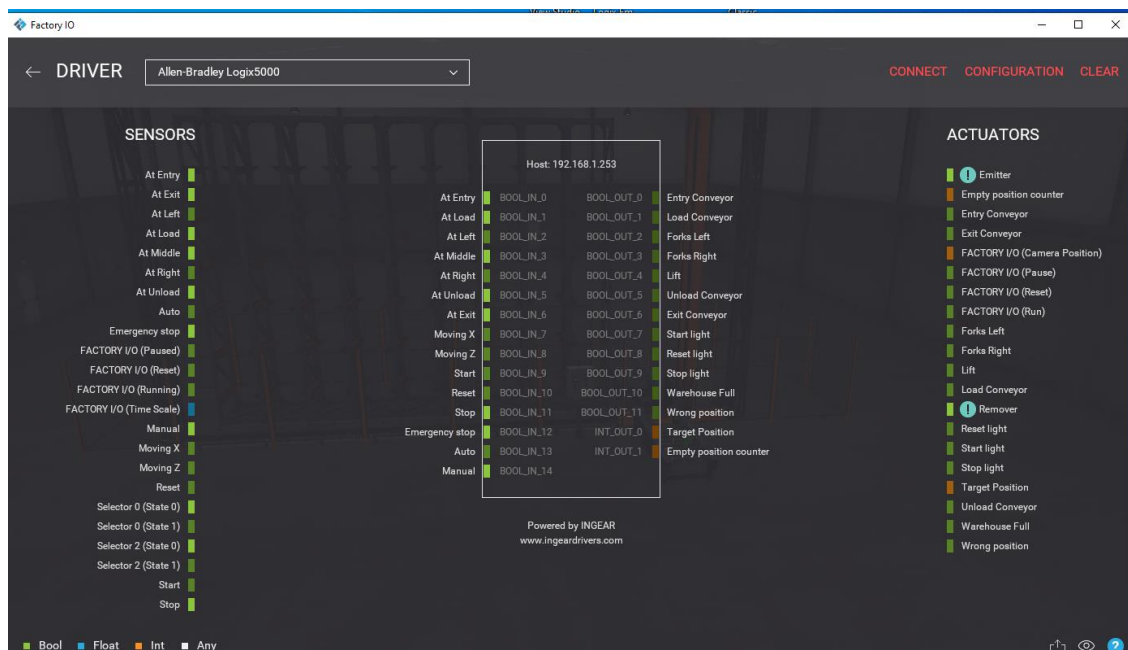 Factory IO
← DRIVER Allen-Bradley Logix5000 CONNECT CONFIGURATION CLEAR
SENSORS
At Entry
At Exit
At Left
At Load
At Middle
At Right
At Unload
Auto
Emergency stop
FACTORY I/O (Paused)
FACTORY I/O (Reset)
FACTORY I/O (Running)
FACTORY I/O (Time Scale)
Manual
Moving X
Moving Z
Reset
Selector 0 (State 0)
Selector 0 (State 1)
Selector 2 (State 0)
Selector 2 (State 1)
Start
Stop
Host: 192.168.1.253
At Entry BOOL_IN_0 BOOL_OUT_0 Entry Conveyor
At Load BOOL_IN_1 BOOL_OUT_1 Load Conveyor
At Left BOOL_IN_2 BOOL_OUT_2 Forks Left
At Middle BOOL_IN_3 BOOL_OUT_3 Forks Right
At Right BOOL_IN_4 BOOL_OUT_4 Lift
At Unload BOOL_IN_5 BOOL_OUT_5 Unload Conveyor
At Exit BOOL_IN_6 BOOL_OUT_6 Exit Conveyor
Moving X BOOL_IN_7 BOOL_OUT_7 Start light
Moving Z BOOL_IN_8 BOOL_OUT_8 Reset light
Start BOOL_IN_9 BOOL_OUT_9 Stop light
Reset BOOL_IN_10 BOOL_OUT_10 Warehouse Full
Stop BOOL_IN_11 BOOL_OUT_11 Wrong position
Emergency stop BOOL_IN_12 INT_OUT_0 Target Position
Auto BOOL_IN_13 INT_OUT_1 Empty position counter
Manual BOOL_IN_14
Powered by INGEAR
www.ingeardrivers.com
ACTUATORS
! Emitter
Empty position counter
Entry Conveyor
Exit Conveyor
FACTORY I/O (Camera Position)
FACTORY I/O (Pause)
FACTORY I/O (Reset)
FACTORY I/O (Run)
Forks Left
Forks Right
Lift
Load Conveyor
! Remover
Reset light
Start light
Stop light
Target Position
Unload Conveyor
Warehouse Full
Wrong position
Bool Float Int Any ?